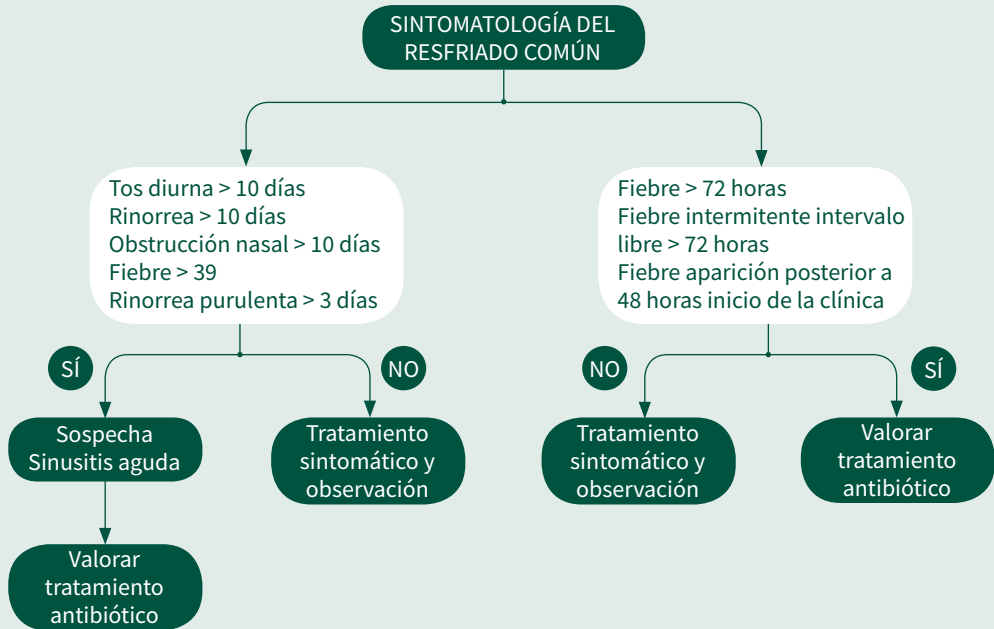 SINTOMATOLOGÍA DEL
RESFRIADO COMÚN
Tos diurna > 10 días
Rinorrea > 10 días
Obstrucción nasal > 10 días
Fiebre > 39
Rinorrea purulenta > 3 días
Fiebre > 72 horas
Fiebre intermitente intervalo
libre > 72 horas
Fiebre aparición posterior a
48 horas inicio de la clínica
SÍ
NO
NO
SÍ
Sospecha
Sinusitis aguda
Tratamiento
sintomático y
observación
Tratamiento
sintomático y
observación
Valorar
tratamiento
antibiótico
Valorar
tratamiento
antibiótico